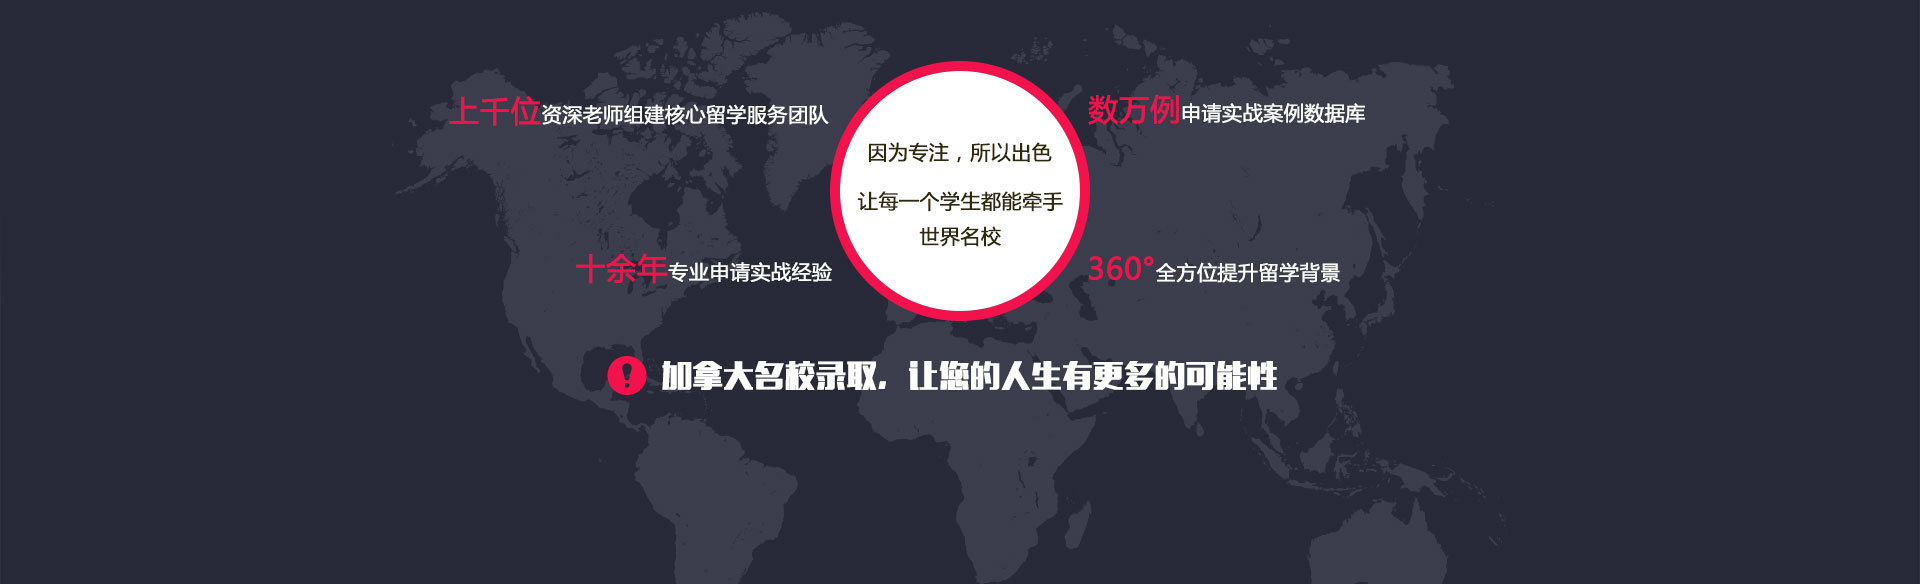 上千位资深老师组建核心留学服务团队
数万例申请实战案例数据库
因为专注，所以出色
让每一个学生都能牵手
世界名校
十余年专业申请实战经验
360°全方位提升留学背景
加拿大名校录取，让您的人生有更多的可能性